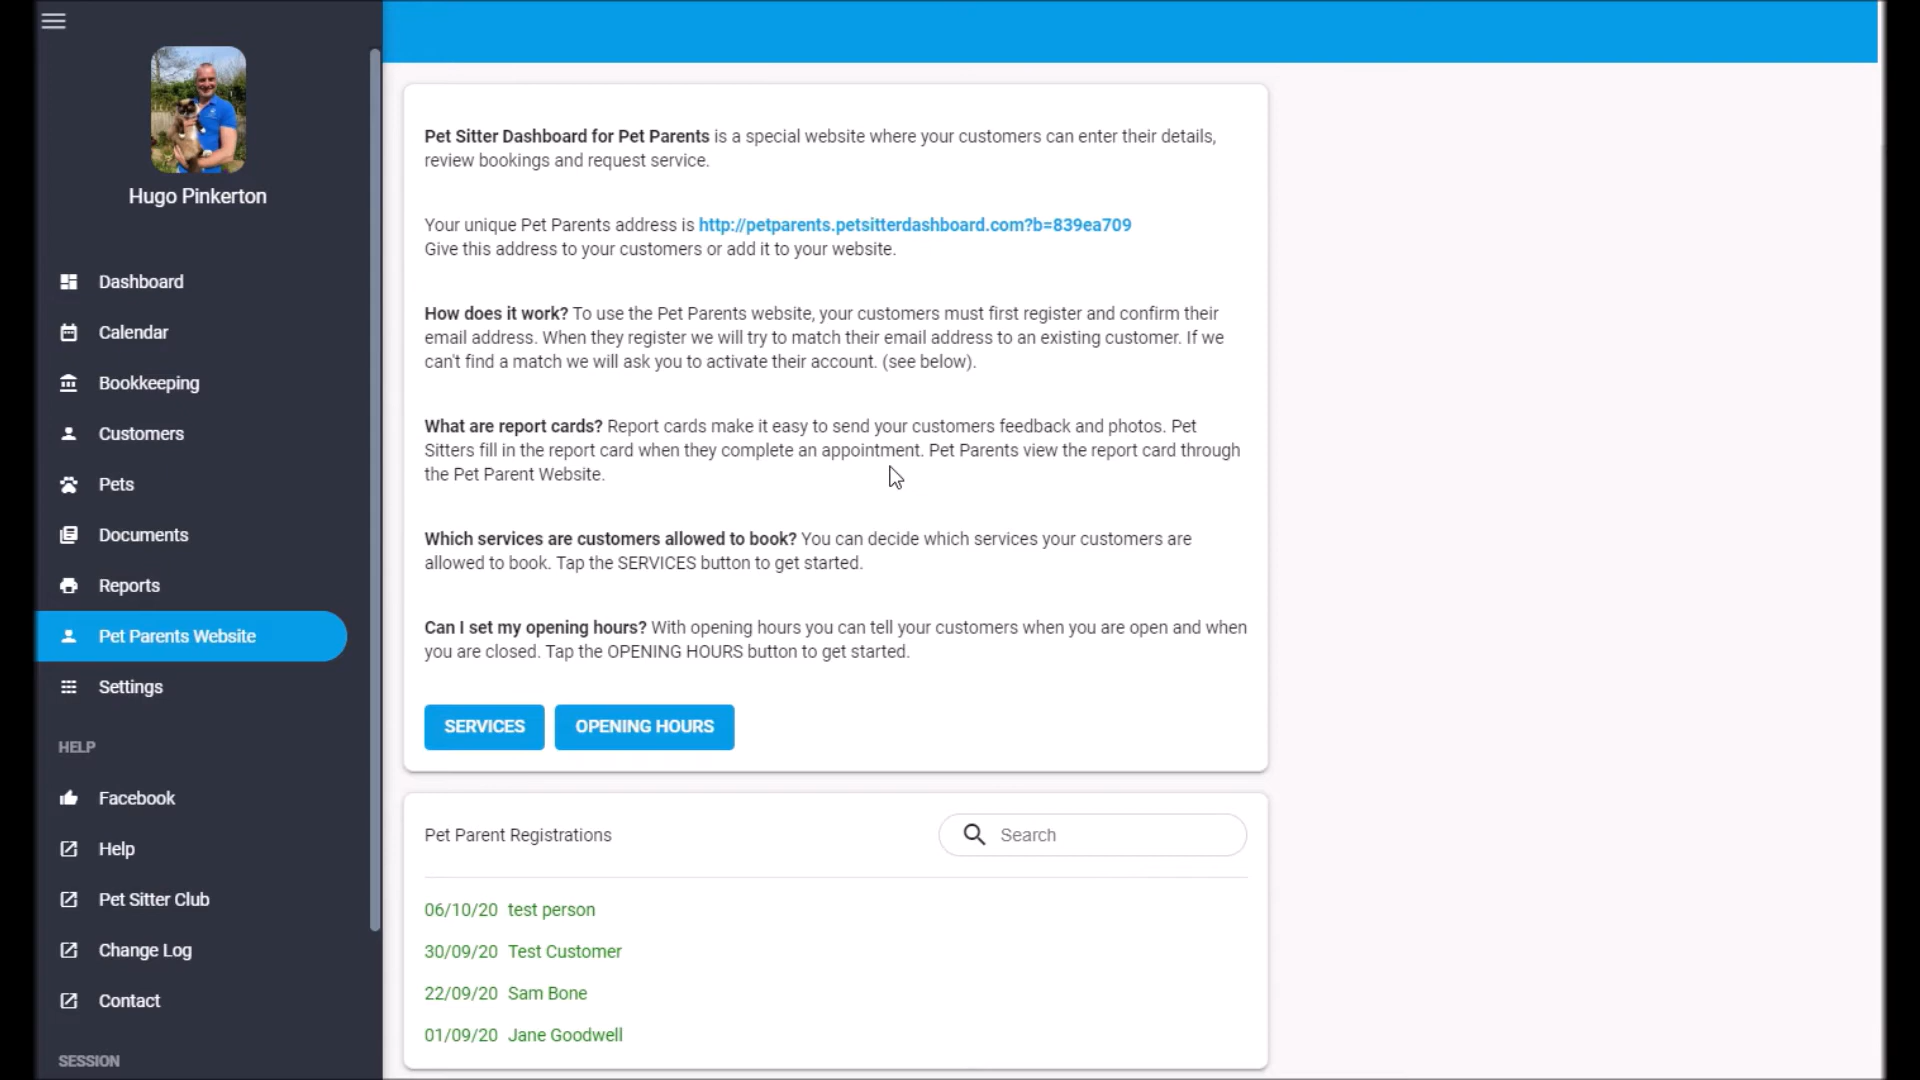 Hugo Pinkerton
Dashboard
Calendar
Bookkeeping
Customers
Pets
Documents
Reports
Pet Parents Website
Settings
HELP
Facebook
Help
Pet Sitter Club
Change Log
Contact
SESSION
Pet Sitter Dashboard for Pet Parents is a special website where your customers can enter their details,
review bookings and request service.
Your unique Pet Parents address is http://petparents.petsitterdashboard.com?b=839ea709
Give this address to your customers or add it to your website.
How does it work? To use the Pet Parents website, your customers must first register and confirm their
email address. When they register we will try to match their email address to an existing customer. If we
can't find a match we will ask you to activate their account. (see below).
What are report cards? Report cards make it easy to send your customers feedback and photos. Pet
Sitters fill in the report card when they complete an appointment. Pet Parents view the report card through
the Pet Parent Website.
Which services are customers allowed to book? You can decide which services your customers are
allowed to book. Tap the SERVICES button to get started.
Can I set my opening hours? With opening hours you can tell your customers when you are open and when
you are closed. Tap the OPENING HOURS button to get started.
SERVICES OPENING HOURS
Pet Parent Registrations Search
06/10/20 test person
30/09/20 Test Customer
22/09/20 Sam Bone
01/09/20 Jane Goodwell